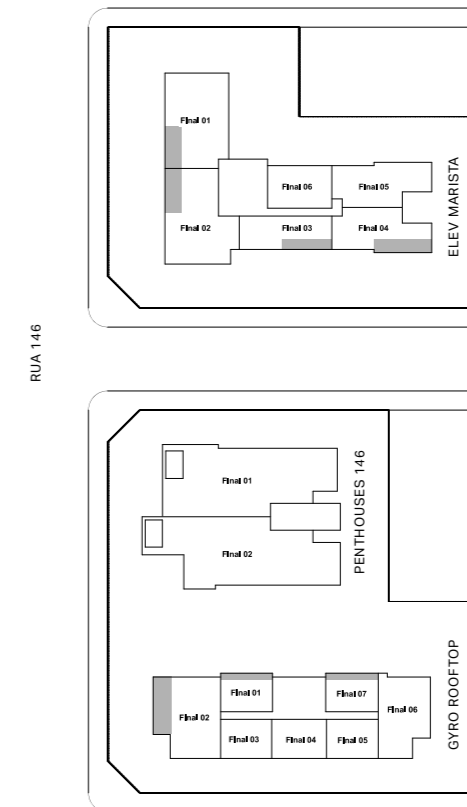 Final 01
Final 06
Final 05
Final 02
Final 03
Final 04
ELEV MARISTA
RUA 146
Final 01
Final 02
PENTHOUSES 146
Final 01
Final 07
Final 02
Final 06
Final 03
Final 04
Final 05
GYRO ROOFTOP